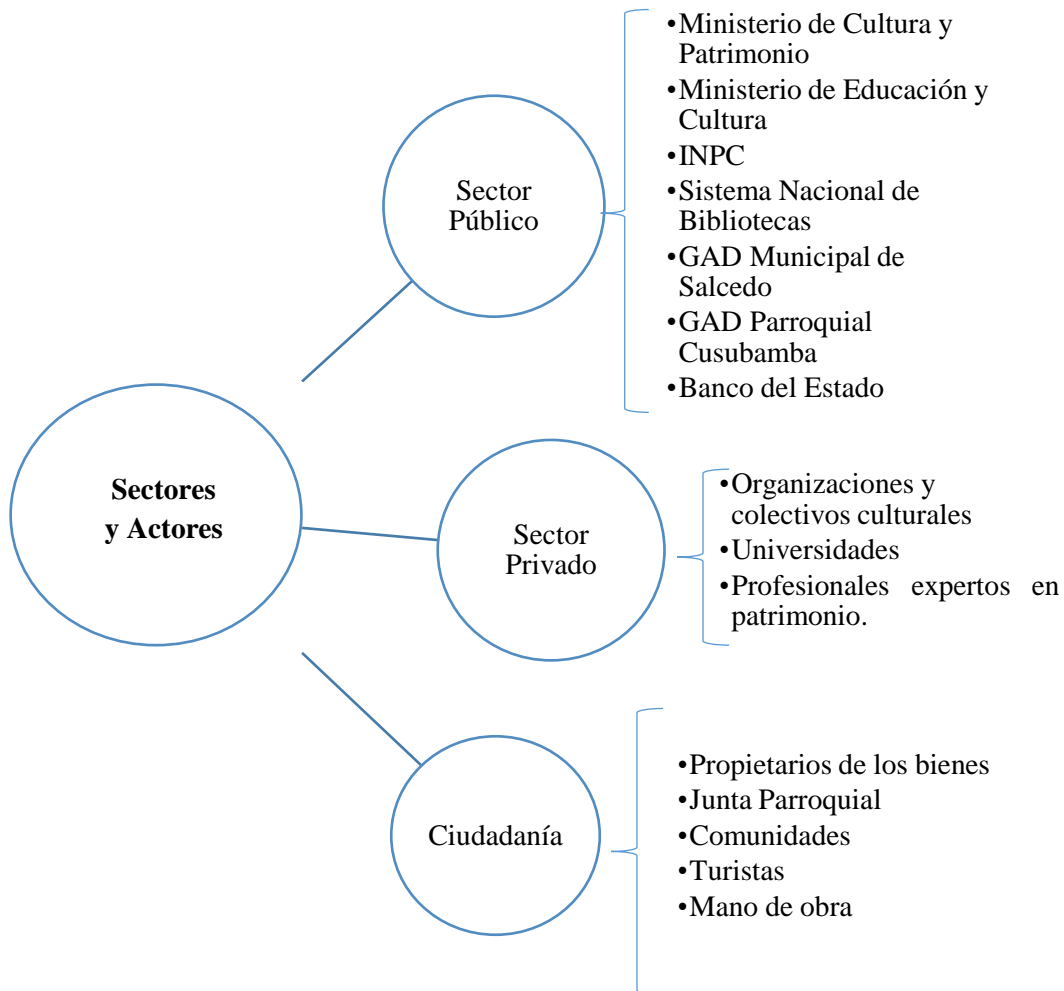 Sectores
y Actores
Sector
Público
•Ministerio de Cultura y
Patrimonio
•Ministerio de Educación y
Cultura
•INPC
•Sistema Nacional de
Bibliotecas
•GAD Municipal de
Salcedo
•GAD Parroquial
Cusubamba
•Banco del Estado
Sector
Privado
•Organizaciones y
colectivos culturales
•Universidades
•Profesionales expertos en
patrimonio.
Ciudadanía
•Propietarios de los bienes
•Junta Parroquial
•Comunidades
•Turistas
•Mano de obra